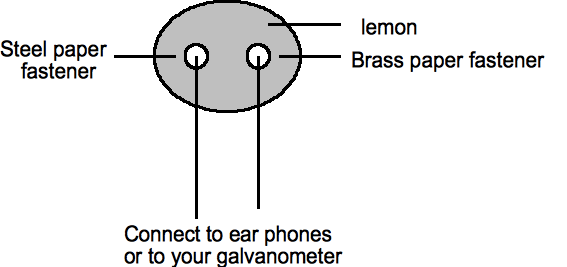 lemon
Steel paper
fastener
Brass paper fastener
Connect to ear phones
or to your galvanometer